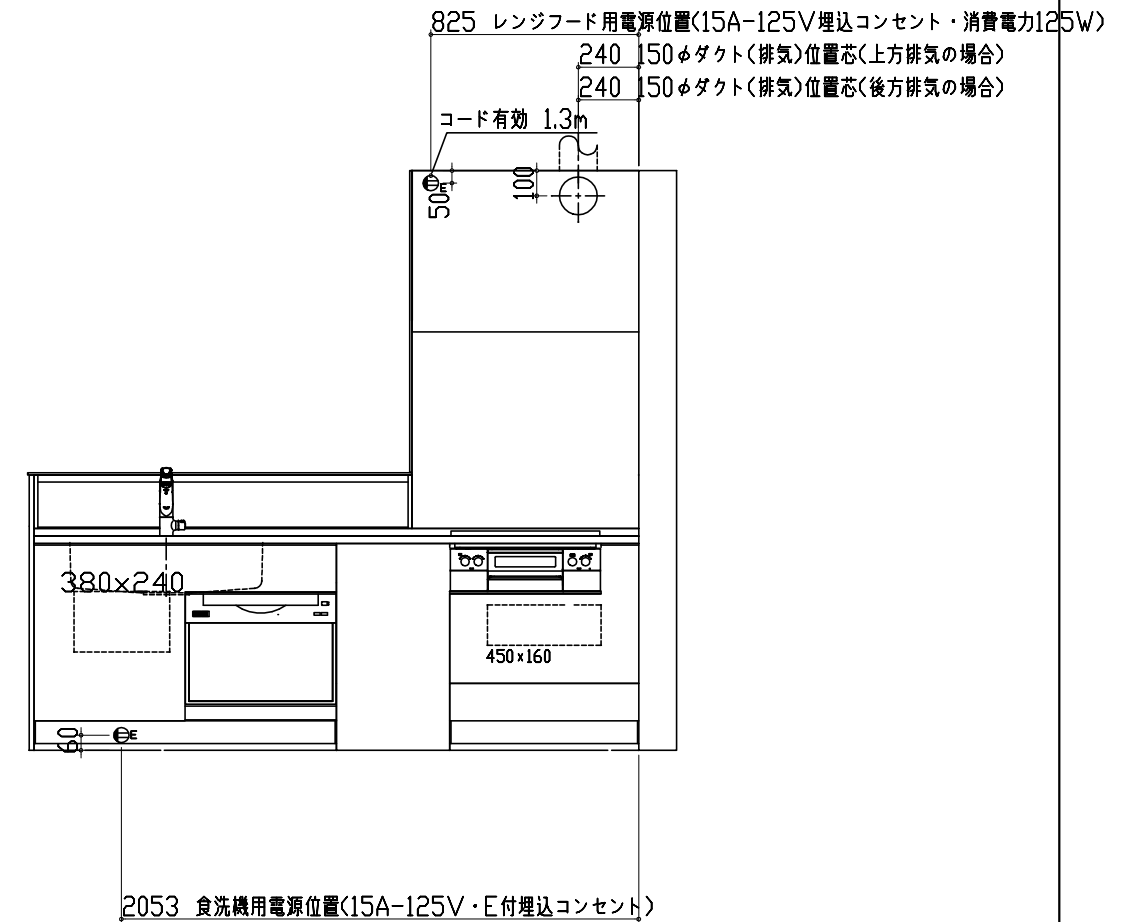 825 レンジフード用電源位置(15A-125V埋込コンセント・消費電力125W)
240 150φダクト(排気)位置芯(上方排気の場合)
240 150φダクト(排気)位置芯(後方排気の場合)
コード有効 1.3m
E
50
100
380×240
450×160
60
E
2053 食洗機用電源位置(15A-125V・E付埋込コンセント)